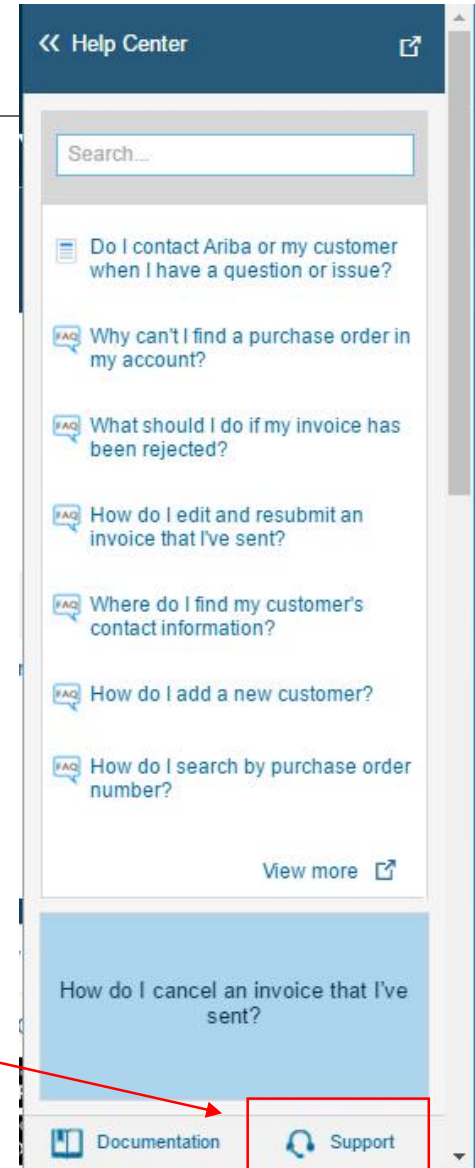 Help Center
Search...
Do I contact Ariba or my customer
when I have a question or issue?
FAQ Why can't I find a purchase order in
my account?
FAQ What should I do if my invoice has
been rejected?
FAQ How do I edit and resubmit an
invoice that I've sent?
FAQ Where do I find my customer's
contact information?
FAQ How do I add a new customer?
FAQ How do I search by purchase order
number?
View more
How do I cancel an invoice that I've
sent?
Documentation Support